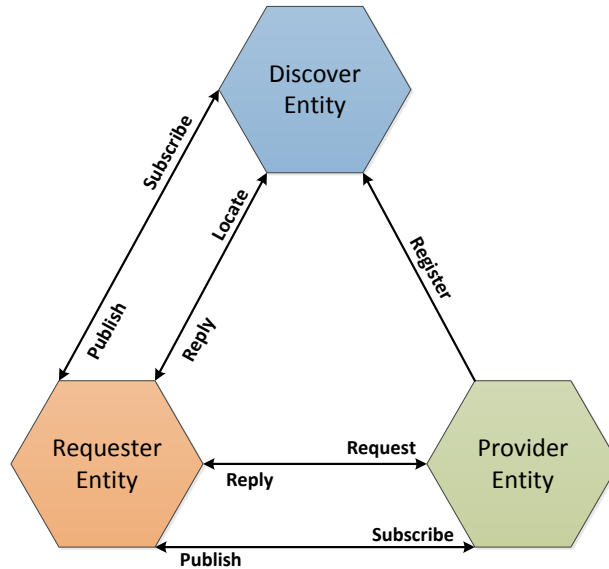 Discover
Entity
Subscribe
Locate
Register
Publish
Reply
Requester
Entity
Request
Reply
Provider
Entity
Subscribe
Publish